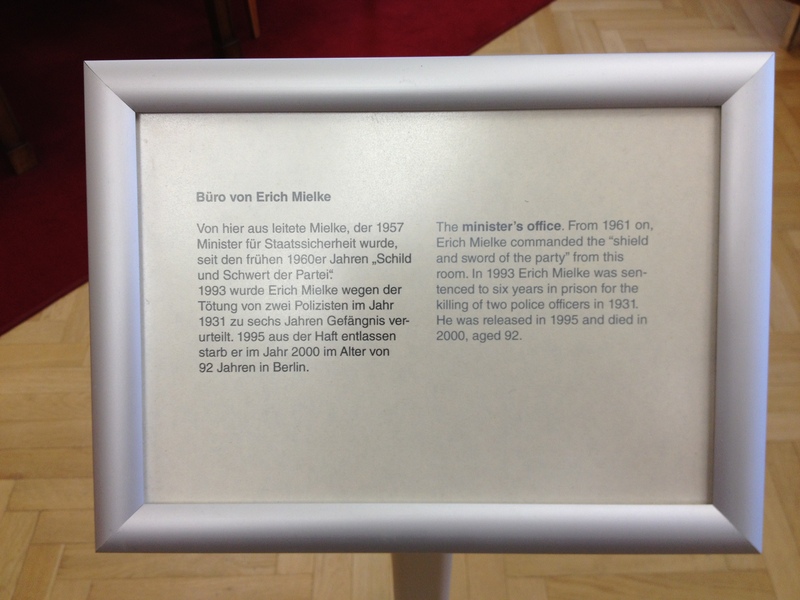 Büro von Erich Mielke
Von hier aus leitete Mielke, der 1957
Minister für Staatssicherheit wurde,
seit den frühen 1960er Jahren „Schild
und Schwert der Partei“.
1993 wurde Erich Mielke wegen der
Tötung von zwei Polizisten im Jahr
1931 zu sechs Jahren Gefängnis ver-
urteilt. 1995 aus der Haft entlassen
starb er im Jahr 2000 im Alter von
92 Jahren in Berlin.
The minister's office. From 1961 on,
Erich Mielke commanded the “shield
and sword of the party” from this
room. In 1993 Erich Mielke was sen-
tenced to six years in prison for the
killing of two police officers in 1931.
He was released in 1995 and died in
2000, aged 92.